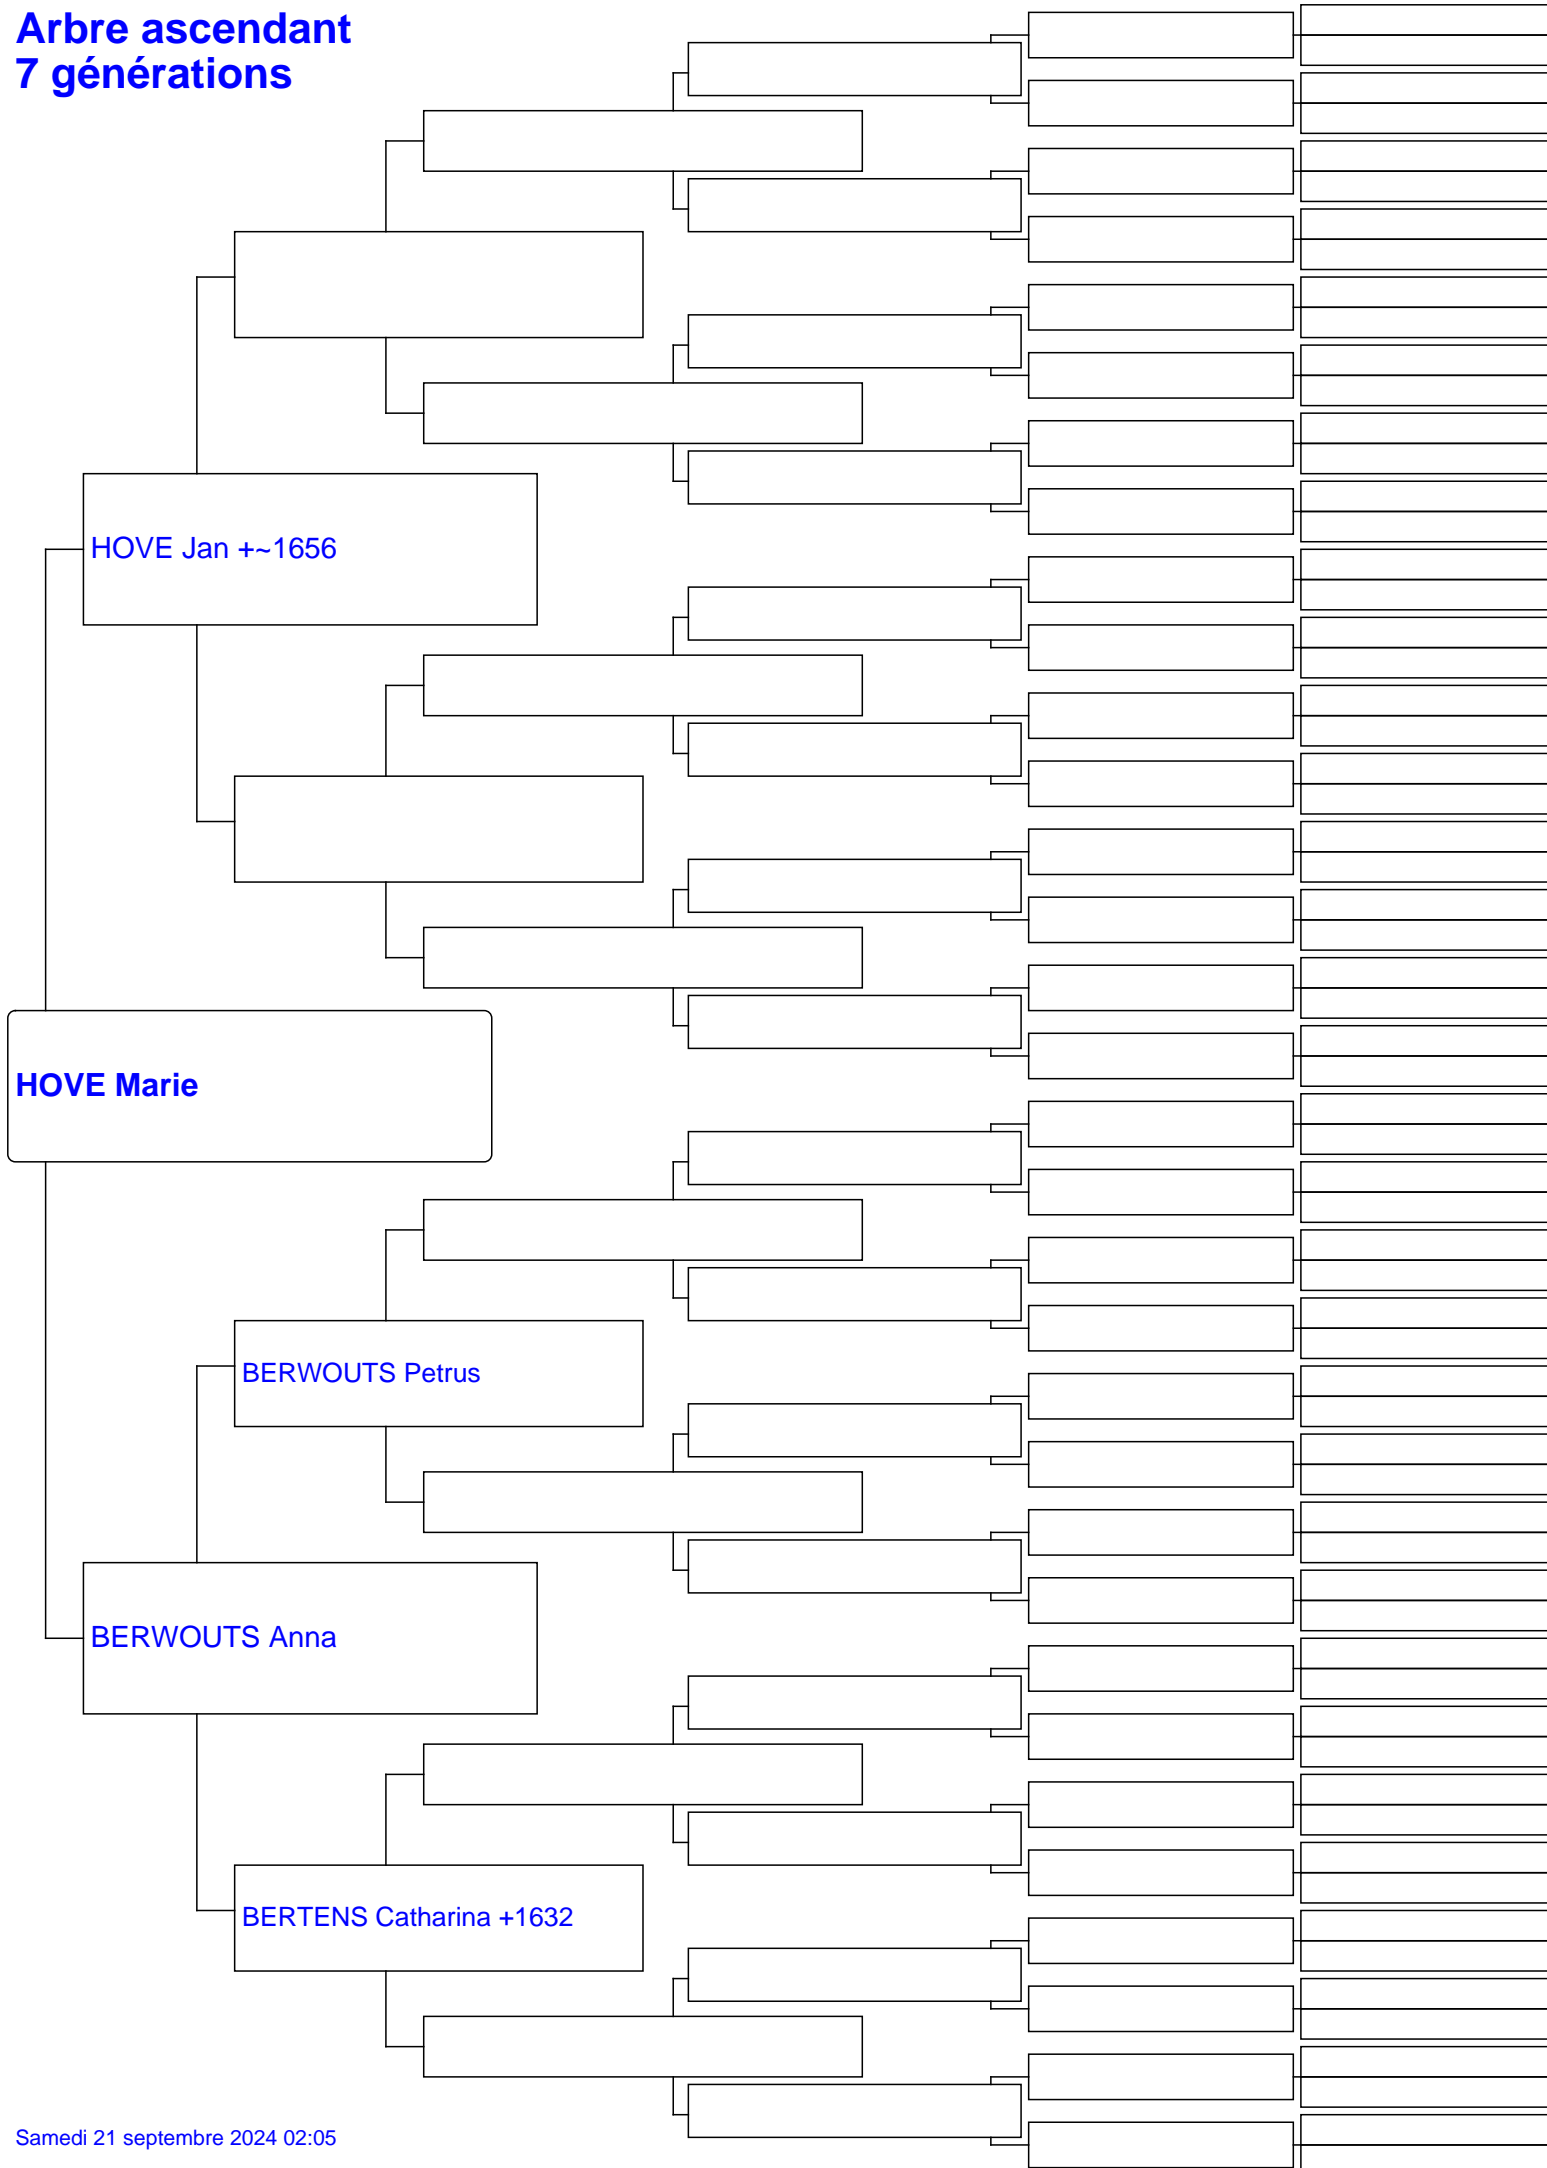 Arbre ascendant
7 générations
HOVE Jan +~1656
HOVE Marie
BERWOUTS Petrus
BERWOUTS Anna
BERTENS Catharina +1632
Samedi 21 septembre 2024 02:05